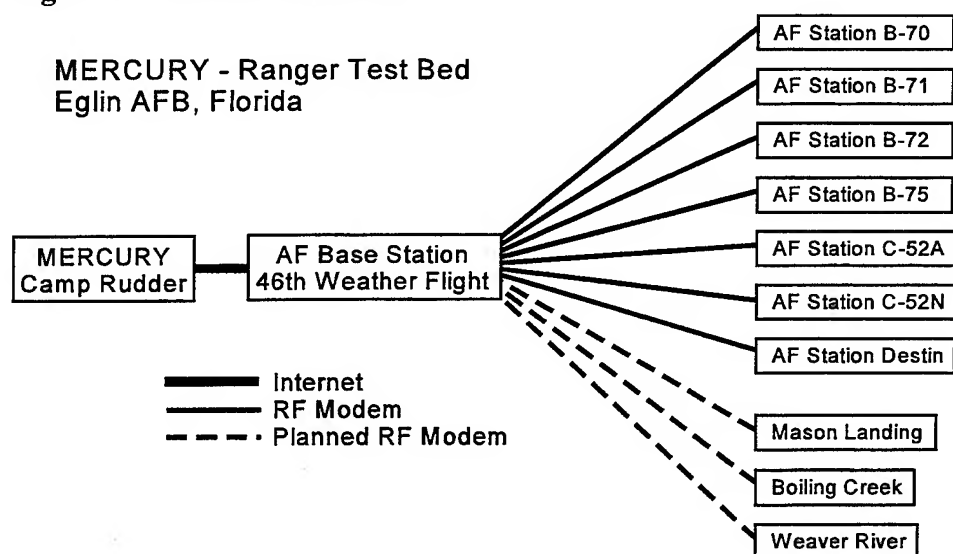 MERCURY - Ranger Test Bed
Eglin AFB, Florida
AF Station B-70
AF Station B-71
AF Station B-72
AF Station B-75
AF Station C-52A
AF Station C-52N
AF Station Destin
Mason Landing
Boiling Creek
Weaver River
MERCURY
Camp Rudder
AF Base Station
46th Weather Flight
Internet
RF Modem
Planned RF Modem